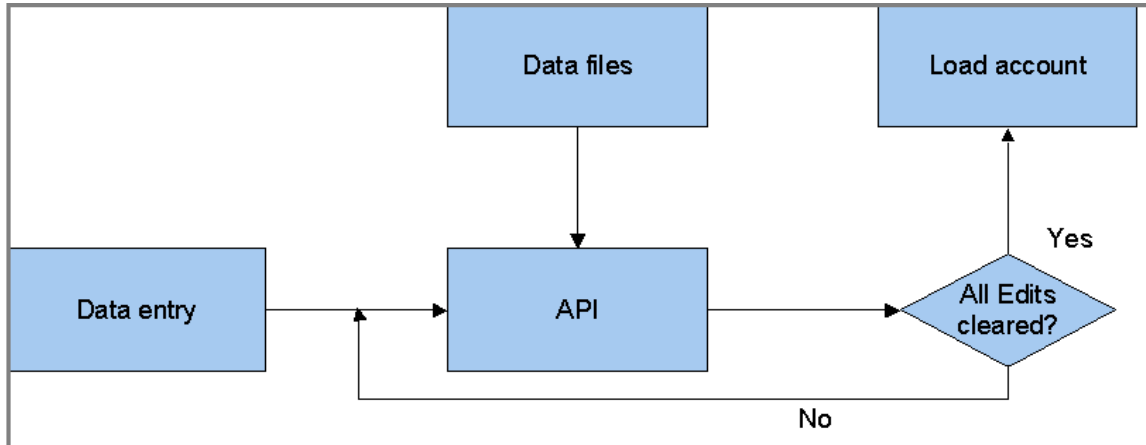 Data files
Load account
Yes
Data entry
API
All Edits
cleared?
No